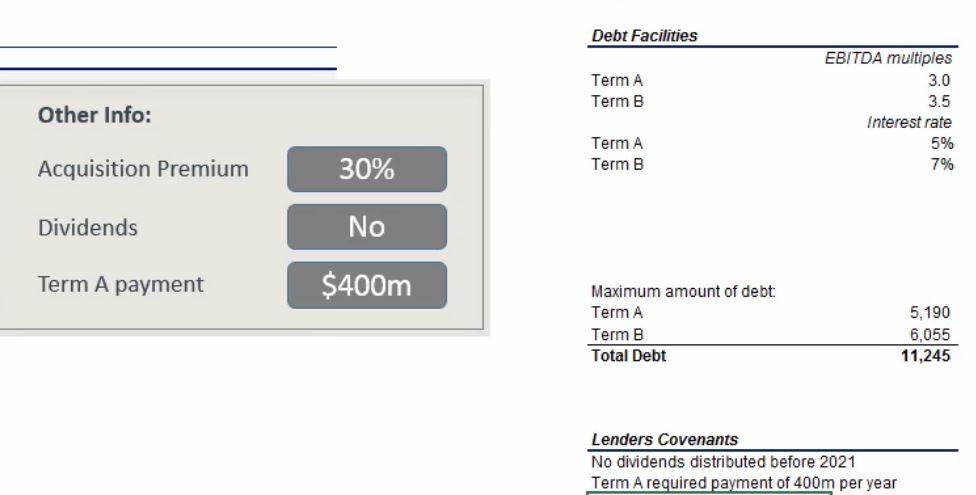 Other Info:
Acquisition Premium 30%
Dividends No
Term A payment $400m
Debt Facilities
EBITDA multiples
Term A 3.0
Term B 3.5
Interest rate
Term A 5%
Term B 7%
Maximum amount of debt:
Term A 5,190
Term B 6,055
Total Debt 11,245
Lenders Covenants
No dividends distributed before 2021
Term A required payment of 400m per year